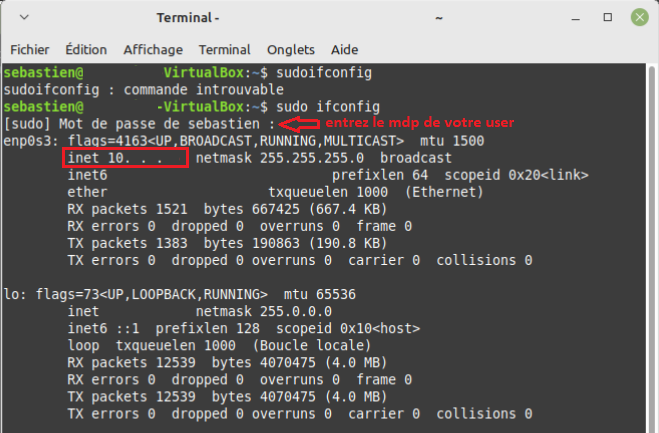 Terminal - ~
Fichier Édition Affichage Terminal Onglets Aide
sebastien@ VirtualBox:~$ sudoifconfig
sudoifconfig : commande introuvable
sebastien@ -VirtualBox:~$ sudo ifconfig
[sudo] Mot de passe de sebastien : entrez le mdp de votre user
enp0s3: flags=4163<UP,BROADCAST,RUNNING,MULTICAST> mtu 1500
inet 10. . . netmask 255.255.255.0 broadcast
inet6 prefixlen 64 scopeid 0x20<link>
ether txqueuelen 1000 (Ethernet)
RX packets 1521 bytes 667425 (667.4 KB)
RX errors 0 dropped 0 overruns 0 frame 0
TX packets 1383 bytes 190863 (190.8 KB)
TX errors 0 dropped 0 overruns 0 carrier 0 collisions 0
lo: flags=73<UP,LOOPBACK,RUNNING> mtu 65536
inet netmask 255.0.0.0
inet6 ::1 prefixlen 128 scopeid 0x10<host>
loop txqueuelen 1000 (Boucle locale)
RX packets 12539 bytes 4070475 (4.0 MB)
RX errors 0 dropped 0 overruns 0 frame 0
TX packets 12539 bytes 4070475 (4.0 MB)
TX errors 0 dropped 0 overruns 0 carrier 0 collisions 0